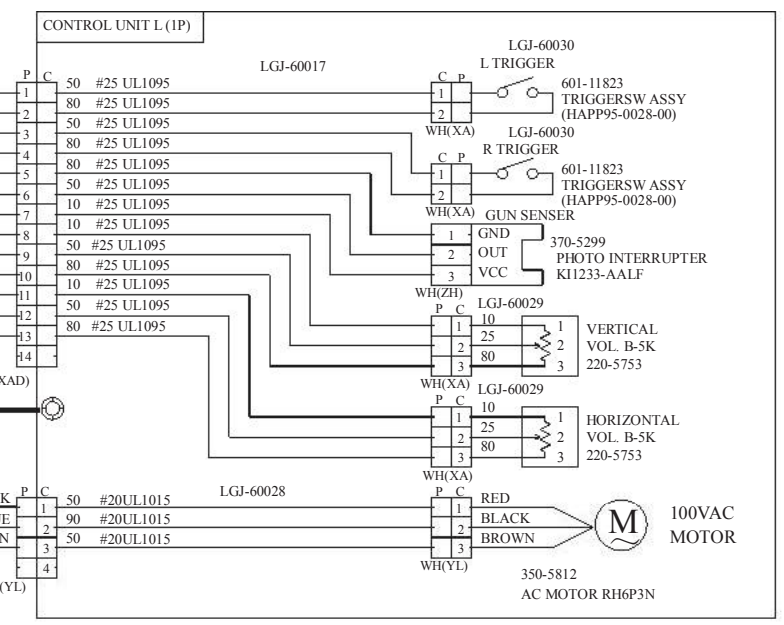 CONTROL UNIT L (1P)
LGJ-60017
P C
1 50 #25 UL1095
2 80 #25 UL1095
3 50 #25 UL1095
4 80 #25 UL1095
5 80 #25 UL1095
6 50 #25 UL1095
7 10 #25 UL1095
8 10 #25 UL1095
9 50 #25 UL1095
10 80 #25 UL1095
11 10 #25 UL1095
12 50 #25 UL1095
13 80 #25 UL1095
14
XAD)
LGJ-60030
L TRIGGER
C P
1
2
WH(XA)
601-11823
TRIGGERSW ASSY
(HAPP95-0028-00)
LGJ-60030
R TRIGGER
C P
1
2
WH(XA)
601-11823
TRIGGERSW ASSY
(HAPP95-0028-00)
GUN SENSER
1 GND
2 OUT
3 VCC
WH(ZH)
370-5299
PHOTO INTERRUPTER
KI1233-AALF
LGJ-60029
P C
1 10 1
2 25 2
3 80 3
WH(XA)
VERTICAL
VOL. B-5K
220-5753
LGJ-60029
P C
1 10 1
2 25 2
3 80 3
WH(XA)
HORIZONTAL
VOL. B-5K
220-5753
LGJ-60028
K P C
1 50 #20UL1015
E 2 90 #20UL1015
N 3 50 #20UL1015
4
(YL)
P C
1 RED
2 BLACK
3 BROWN
WH(YL)
M
100VAC
MOTOR
350-5812
AC MOTOR RH6P3N